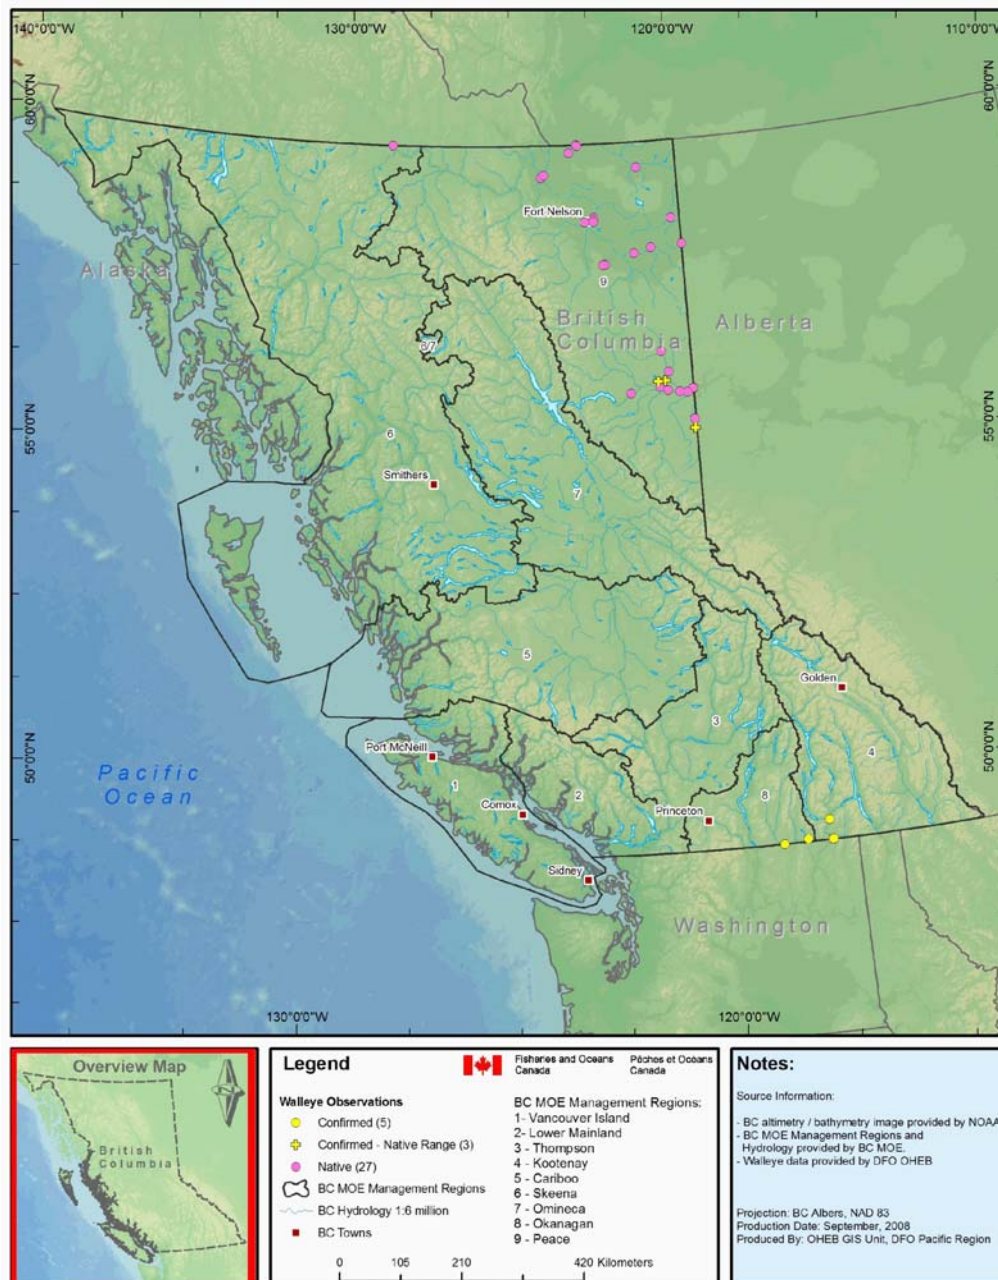 140°0'0"W
130°0'0"W
120°0'0"W
110°0'0"W
60°0'0"N
60°0'0"N
Fort Nelson
Alaska
9
British
Columbia
Alberta
6/7
55°0'0"N
55°0'0"N
6
Smithers
7
5
Golden
3
50°0'0"N
50°0'0"N
Port McNeill
4
Pacific
Ocean
1
2
8
Comox
Princeton
Sidney
Washington
130°0'0"W
120°0'0"W
Overview Map
British
Columbia
Legend
Fisheries and Oceans
Canada
Pêches et Océans
Canada
Walleye Observations
Confirmed (5)
Confirmed - Native Range (3)
Native (27)
BC MOE Management Regions
BC Hydrology 1:6 million
BC Towns
BC MOE Management Regions:
1- Vancouver Island
2- Lower Mainland
3 - Thompson
4 - Kootenay
5 - Cariboo
6 - Skeena
7 - Omineca
8 - Okanagan
9 - Peace
0 105 210 420 Kilometers
Notes:
Source Information:
- BC altimetry / bathymetry image provided by NOAA
- BC MOE Management Regions and
Hydrology provided by BC MOE.
- Walleye data provided by DFO OHEB
Projection: BC Albers, NAD 83
Production Date: September, 2008
Produced By: OHEB GIS Unit, DFO Pacific Region